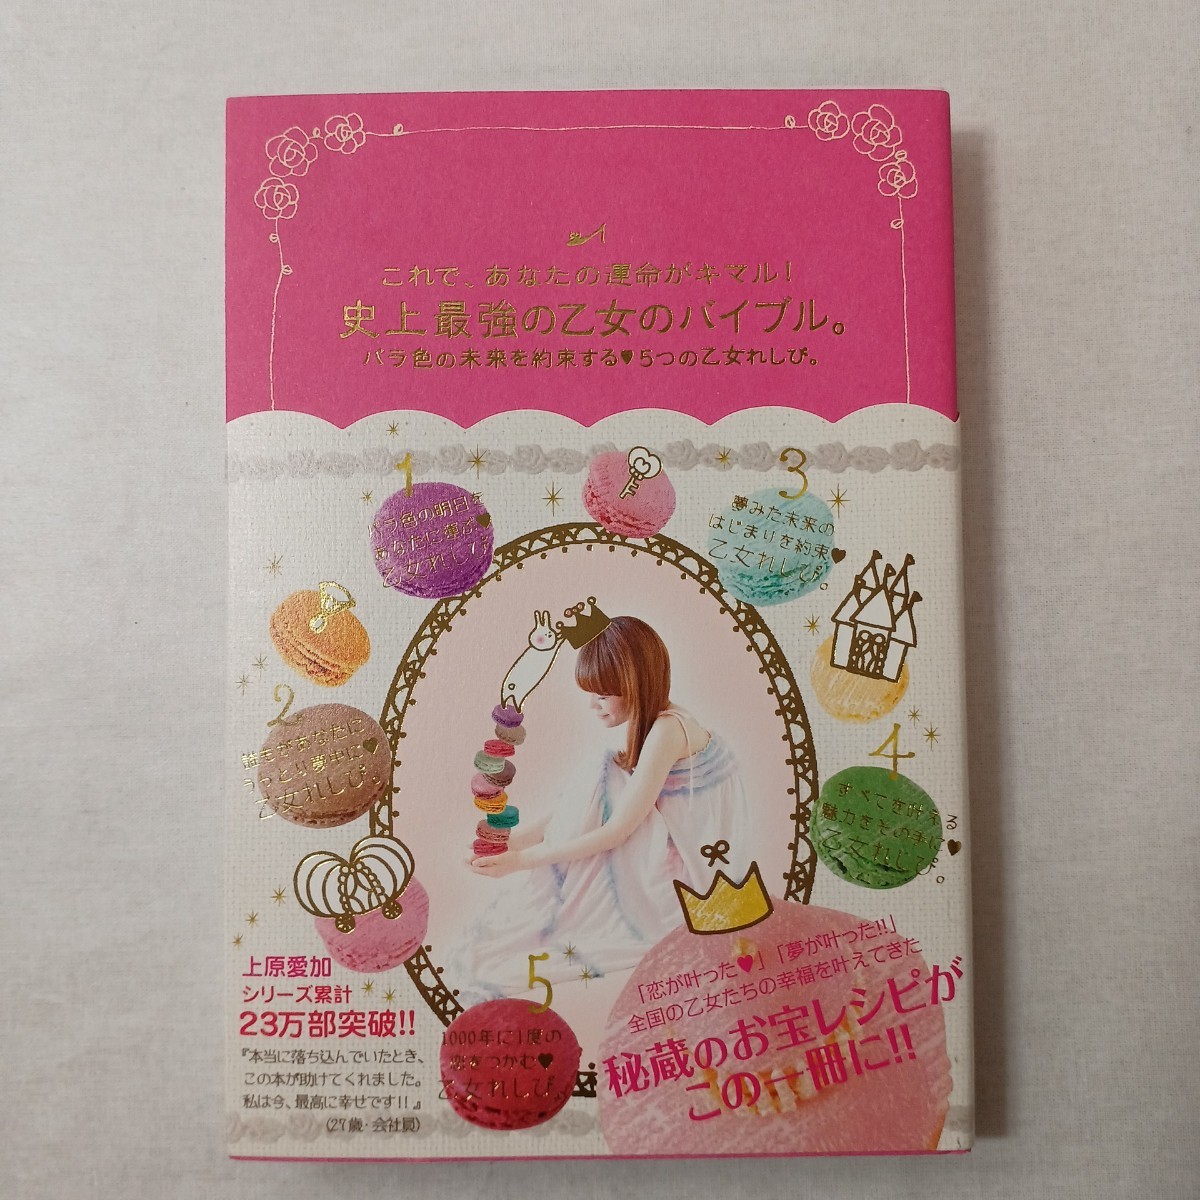 これで、あなたの運命がキマル!
史上最強の乙女のバイブル。
バラ色の未来を約束する♥5つの乙女れしぴ。
1
バラ色の明日を
あなたに運ぶ♥
乙女れしぴ。
2
誰もがあなたに
うっとり夢中に♥
乙女れしぴ。
3
夢みた未来の
はじまりを約束♥
乙女れしぴ。
4
すべてを叶える
魅力をその手に♥
乙女れしぴ。
5
1000年に1度の
恋をつかむ♥
乙女れしぴ。
上原愛加
シリーズ累計
23万部突破!!
『本当に落ち込んでいたとき、
この本が助けてくれました。
私は今、最高に幸せです!!』
(27歳・会社員)
「恋が叶った♥」「夢が叶った!!」
全国の乙女たちの幸福を叶えてきた
秘蔵のお宝レシピが
この一冊に!!